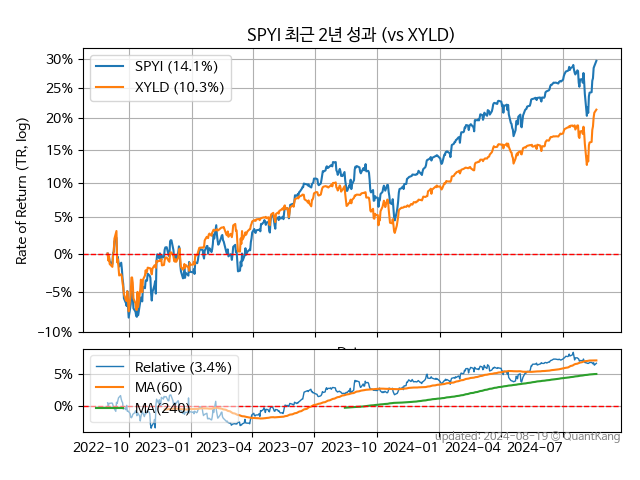 SPYI 최근 2년 성과 (vs XYLD)
Rate of Return (TR, log)
30%
25%
20%
15%
10%
5%
0%
−5%
−10%
SPYI (14.1%)
XYLD (10.3%)
5%
0%
Relative (3.4%)
MA(60)
MA(240)
2022−10 2023−01 2023−04 2023−07 2023−10 2024−01 2024−04 2024−07
updated: 2024−08−19 © QuantKang